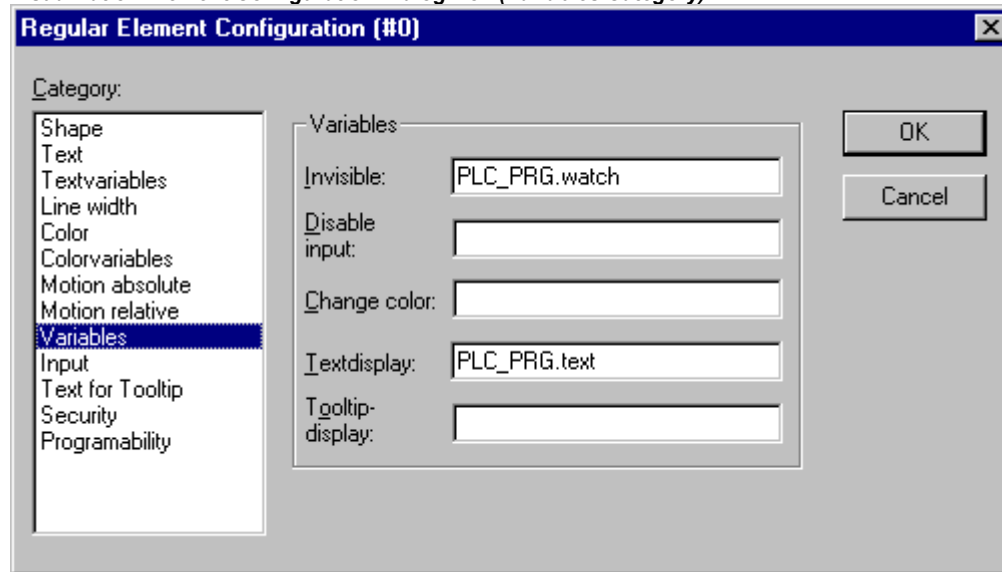 Regular Element Configuration (#0)
Category:
Shape
Text
Textvariables
Line width
Color
Colorvariables
Motion absolute
Motion relative
Variables
Input
Text for Tooltip
Security
Programability
Variables
Invisible:
PLC_PRG.watch
Disable
input:
Change color:
Textdisplay:
PLC_PRG.text
Tooltip-
display:
OK
Cancel